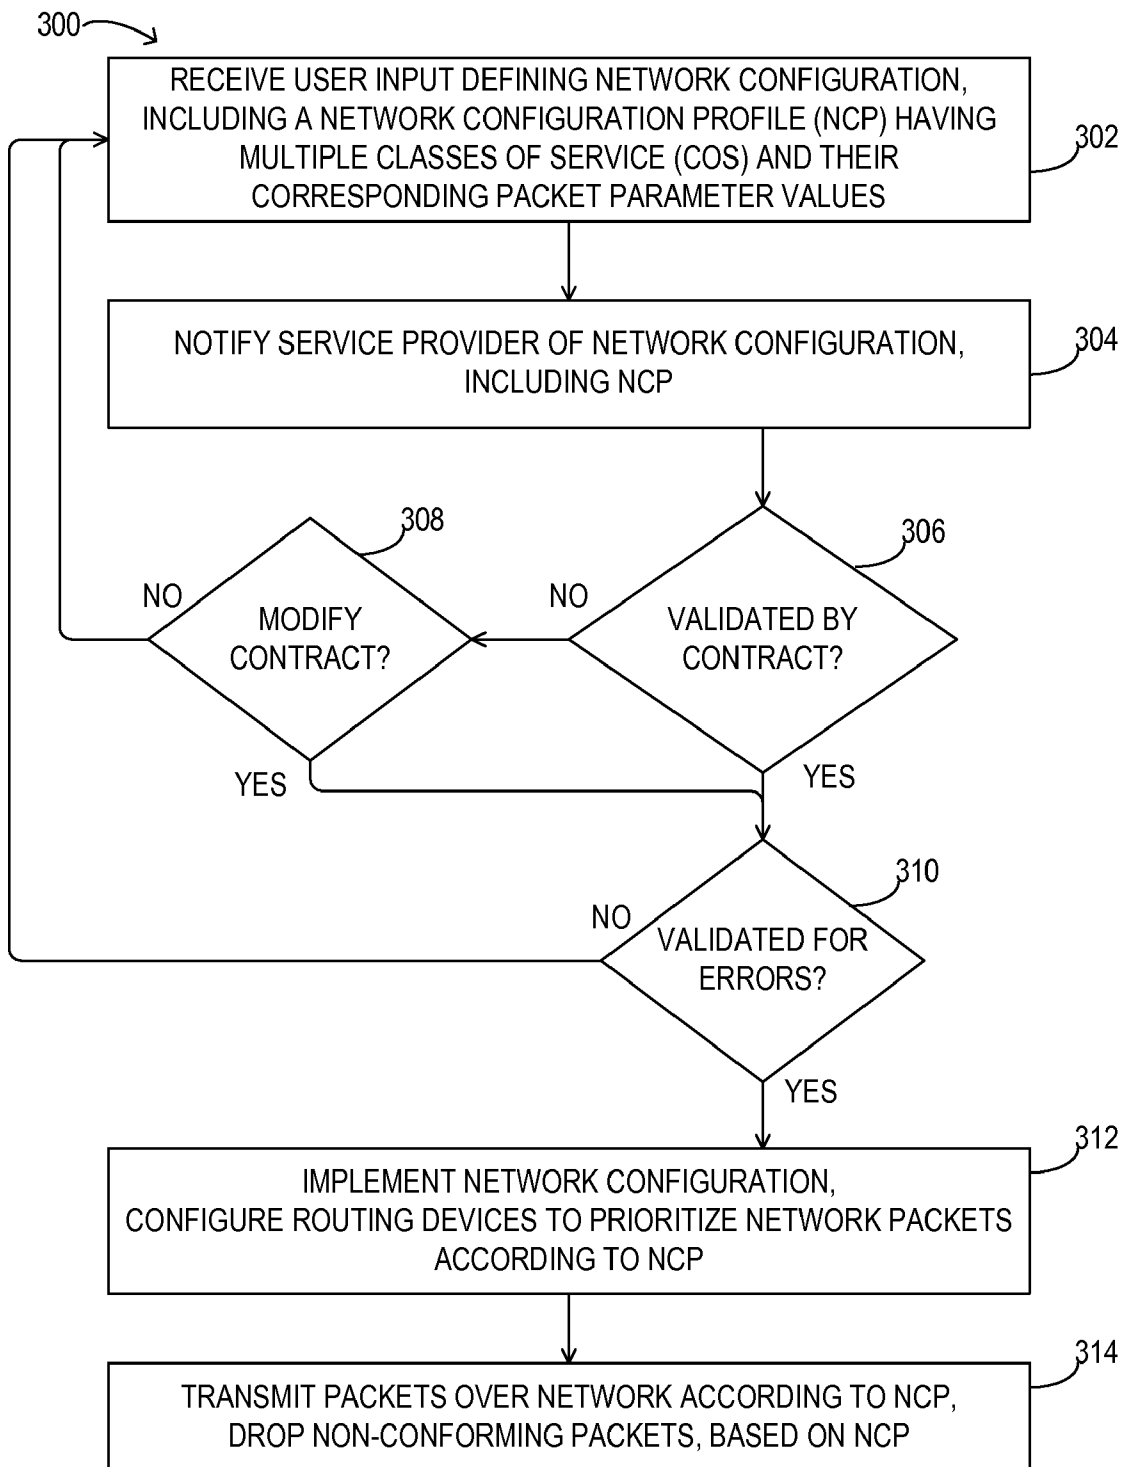 300
RECEIVE USER INPUT DEFINING NETWORK CONFIGURATION,
INCLUDING A NETWORK CONFIGURATION PROFILE (NCP) HAVING
MULTIPLE CLASSES OF SERVICE (COS) AND THEIR
CORRESPONDING PACKET PARAMETER VALUES
302
NOTIFY SERVICE PROVIDER OF NETWORK CONFIGURATION,
INCLUDING NCP
304
308
306
NO
MODIFY
CONTRACT?
NO
VALIDATED BY
CONTRACT?
YES
YES
310
NO
VALIDATED FOR
ERRORS?
YES
312
IMPLEMENT NETWORK CONFIGURATION,
CONFIGURE ROUTING DEVICES TO PRIORITIZE NETWORK PACKETS
ACCORDING TO NCP
314
TRANSMIT PACKETS OVER NETWORK ACCORDING TO NCP,
DROP NON-CONFORMING PACKETS, BASED ON NCP